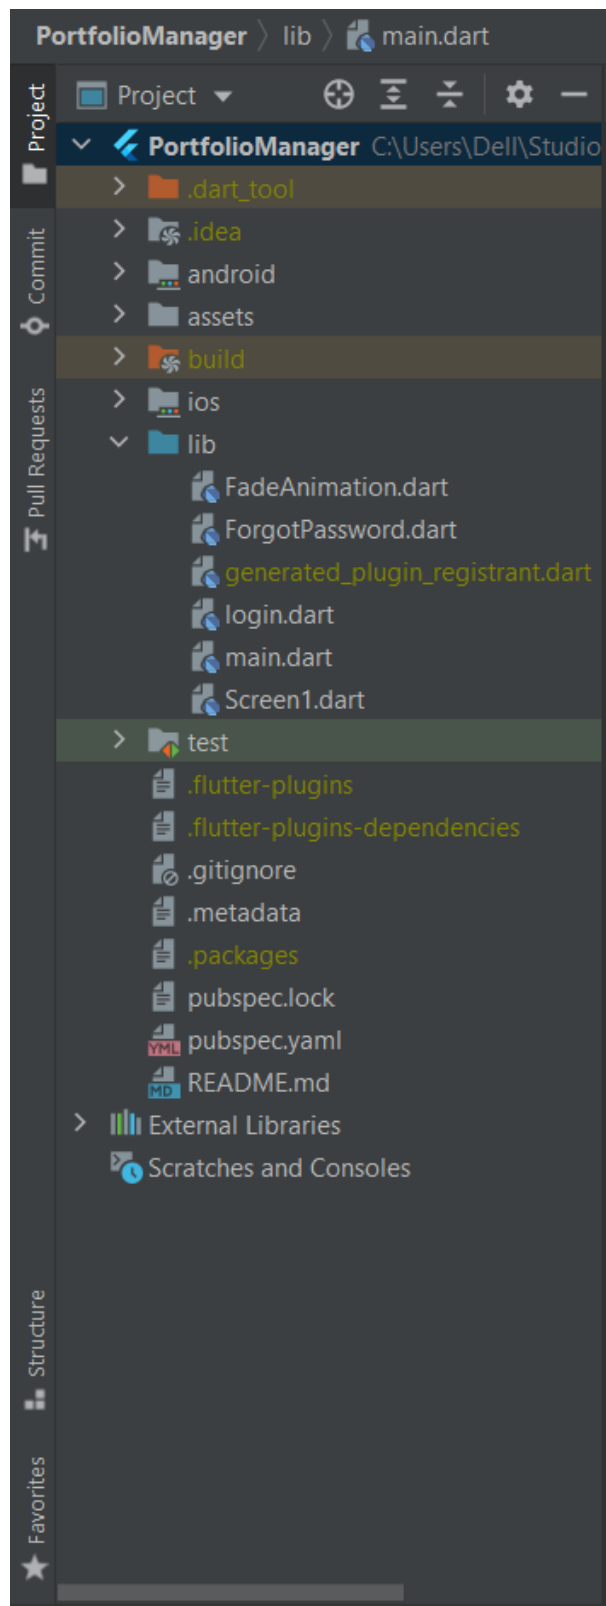 PortfolioManager lib main.dart
Project
Project
PortfolioManager C:\Users\Dell\Studio
.dart_tool
.idea
Commit
android
assets
build
ios
Pull Requests
lib
FadeAnimation.dart
ForgotPassword.dart
generated_plugin_registrant.dart
login.dart
main.dart
Screen1.dart
test
.flutter-plugins
.flutter-plugins-dependencies
.gitignore
.metadata
.packages
pubspec.lock
YML pubspec.yaml
MD README.md
External Libraries
Scratches and Consoles
Structure
Favorites